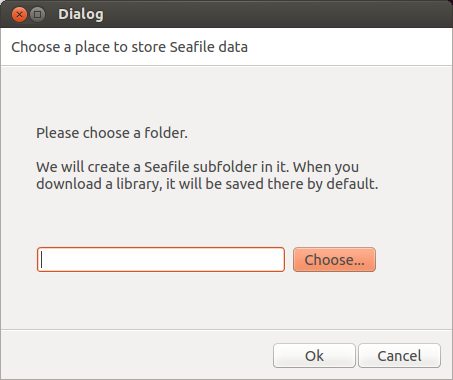 Dialog
Choose a place to store Seafile data
Please choose a folder.
We will create a Seafile subfolder in it. When you
download a library, it will be saved there by default.
Choose...
Ok
Cancel